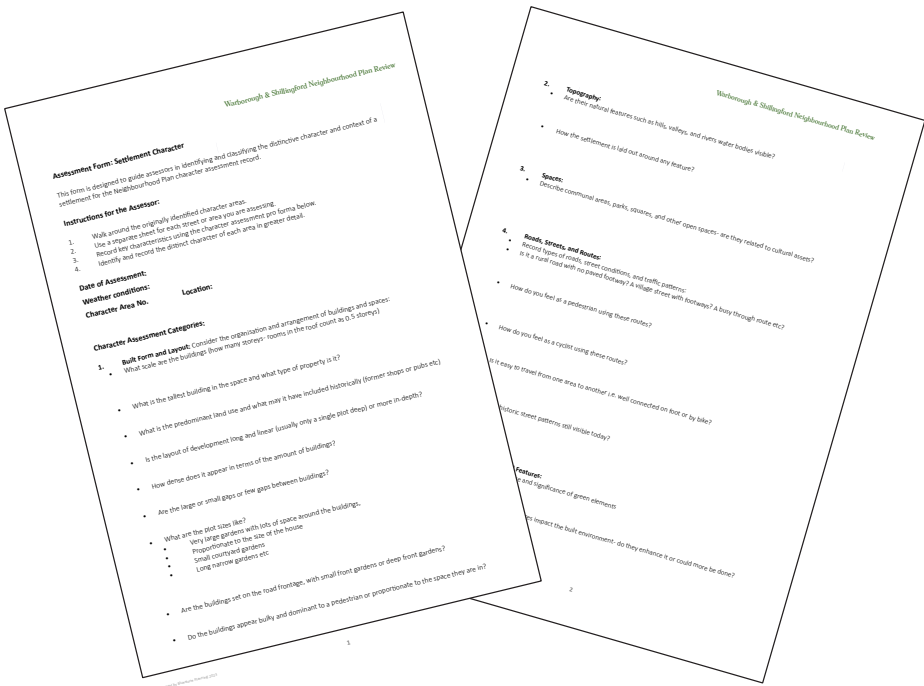 Warborough & Shillingford Neighbourhood Plan Review
Assessment Form: Settlement Character
This form is designed to guide assessors in identifying and classifying the distinctive character and context of a
settlement for the Neighbourhood Plan character assessment record.
Instructions for the Assessor:
1. Walk around the originally identified character areas.
2. Use a separate sheet for each street or area you are assessing.
3. Record key characteristics using the character assessment pro forma below.
4. Identify and record the distinct character of each area in greater detail.
Date of Assessment:
Weather conditions:
Character Area No. Location:
Character Assessment Categories:
1. Built Form and Layout: Consider the organisation and arrangement of buildings and spaces:
• What scale are the buildings (how many storeys- rooms in the roof count as 0.5 storeys)
• What is the tallest building in the space and what type of property is it?
• What is the predominant land use and what may it have included historically (former shops or pubs etc)
• Is the layout of development long and linear (usually only a single plot deep) or more in-depth?
• How dense does it appear in terms of the amount of buildings?
• Are the large or small gaps or few gaps between buildings?
• What are the plot sizes like?
• Very large gardens with lots of space around the buildings,
• Proportionate to the size of the house
• Small courtyard gardens
• Long narrow gardens etc
•
• Are the buildings set on the road frontage, with small front gardens or deep front gardens?
• Do the buildings appear bulky and dominant to a pedestrian or proportionate to the space they are in?
1
Warborough & Shillingford Neighbourhood Plan Review
2. Topography:
• Are their natural features such as hills, valleys, and rivers water bodies visible?
• How the settlement is laid out around any feature?
3. Spaces:
• Describe communal areas, parks, squares, and other open spaces- are they related to cultural assets?
4. Roads, Streets, and Routes:
• Record types of roads, street conditions, and traffic patterns:
• Is it a rural road with no paved footway? A village street with footways? A busy through route etc?
• How do you feel as a pedestrian using these routes?
• How do you feel as a cyclist using these routes?
Is it easy to travel from one area to another i.e. well connected on foot or by bike?
historic street patterns still visible today?
Features:
and significance of green elements
impact the built environment- do they enhance it or could more be done?
2